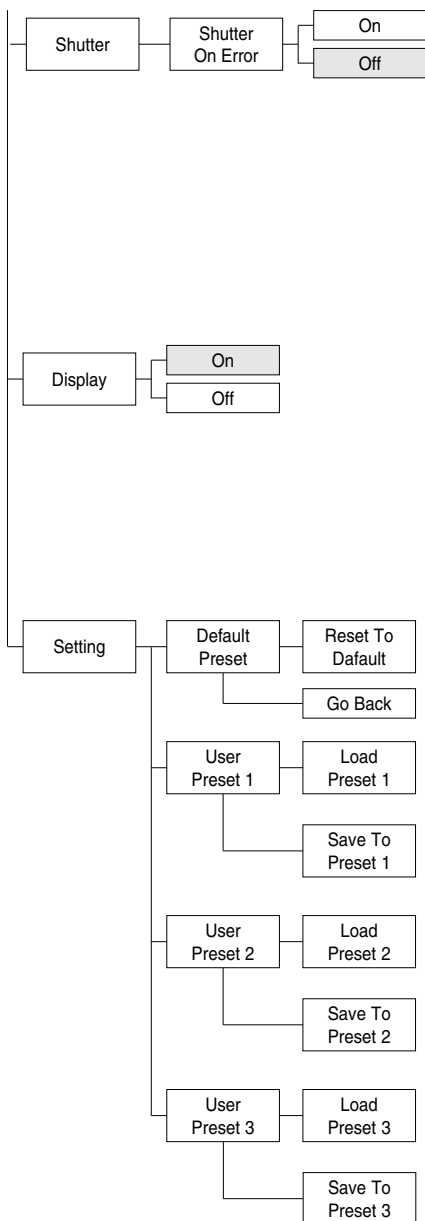 Shutter
Shutter
On Error
On
Off
Display
On
Off
Setting
Default
Preset
Reset To
Dafault
Go Back
User
Preset 1
Load
Preset 1
Save To
Preset 1
User
Preset 2
Load
Preset 2
Save To
Preset 2
User
Preset 3
Load
Preset 3
Save To
Preset 3